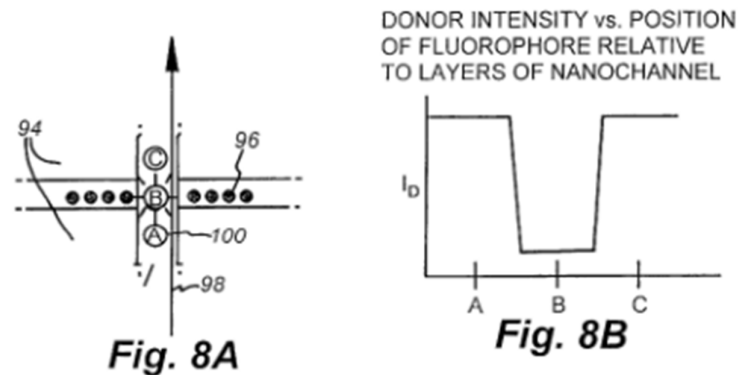 DONOR INTENSITY vs. POSITION
OF FLUOROPHORE RELATIVE
TO LAYERS OF NANOCHANNEL
94
96
C
B
A
100
98
I_D
A B C
Fig. 8A
Fig. 8B